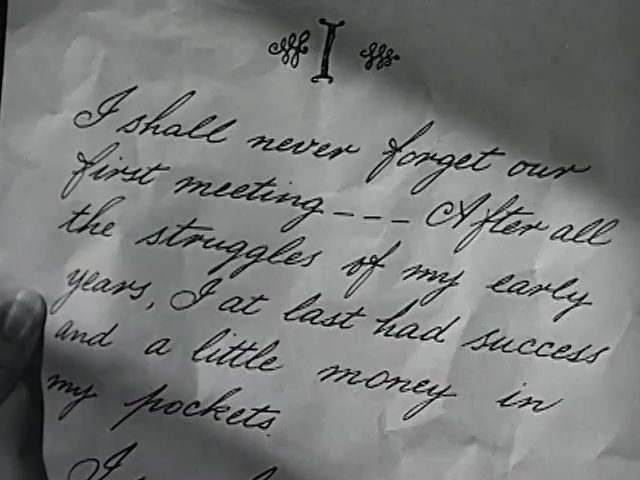 I
I shall never forget our
first meeting---- After all
the struggles of my early
years, I at last had success
and a little money in
my pockets.
I